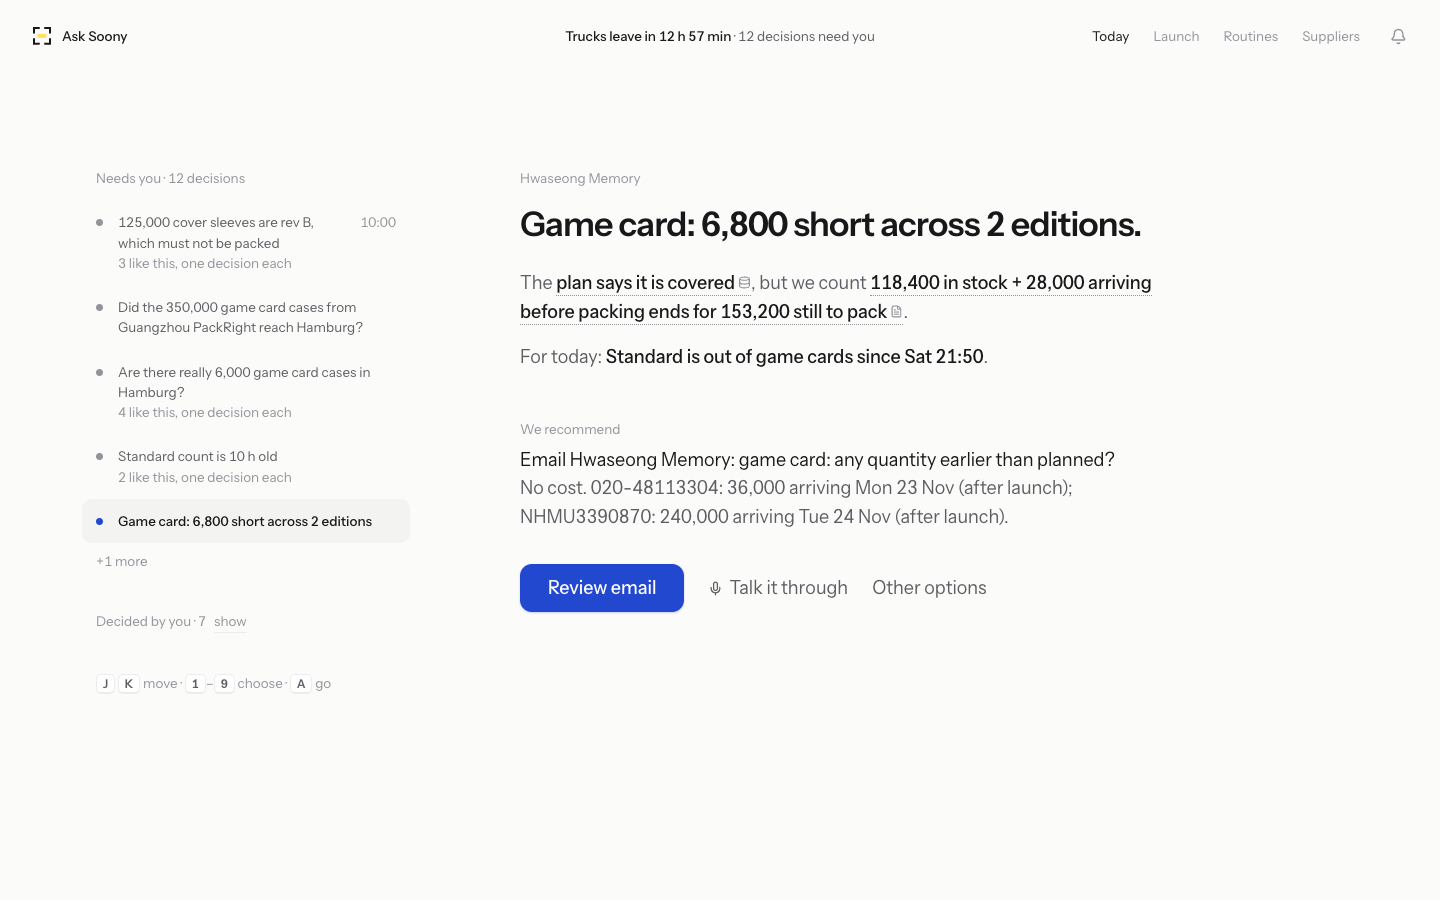 Ask Soony
Trucks leave in 12 h 57 min · 12 decisions need you
Today
Launch
Routines
Suppliers
Needs you · 12 decisions
125,000 cover sleeves are rev B,
10:00
which must not be packed
3 like this, one decision each
Did the 350,000 game card cases from
Guangzhou PackRight reach Hamburg?
Are there really 6,000 game card cases in
Hamburg?
4 like this, one decision each
Standard count is 10 h old
2 like this, one decision each
Game card: 6,800 short across 2 editions
+1 more
Decided by you · 7 show
J K move · 1–9 choose · A go
Hwaseong Memory
Game card: 6,800 short across 2 editions.
The plan says it is covered, but we count 118,400 in stock + 28,000 arriving
before packing ends for 153,200 still to pack.
For today: Standard is out of game cards since Sat 21:50.
We recommend
Email Hwaseong Memory: game card: any quantity earlier than planned?
No cost. 020-48113304: 36,000 arriving Mon 23 Nov (after launch);
NHMU3390870: 240,000 arriving Tue 24 Nov (after launch).
Review email
Talk it through
Other options